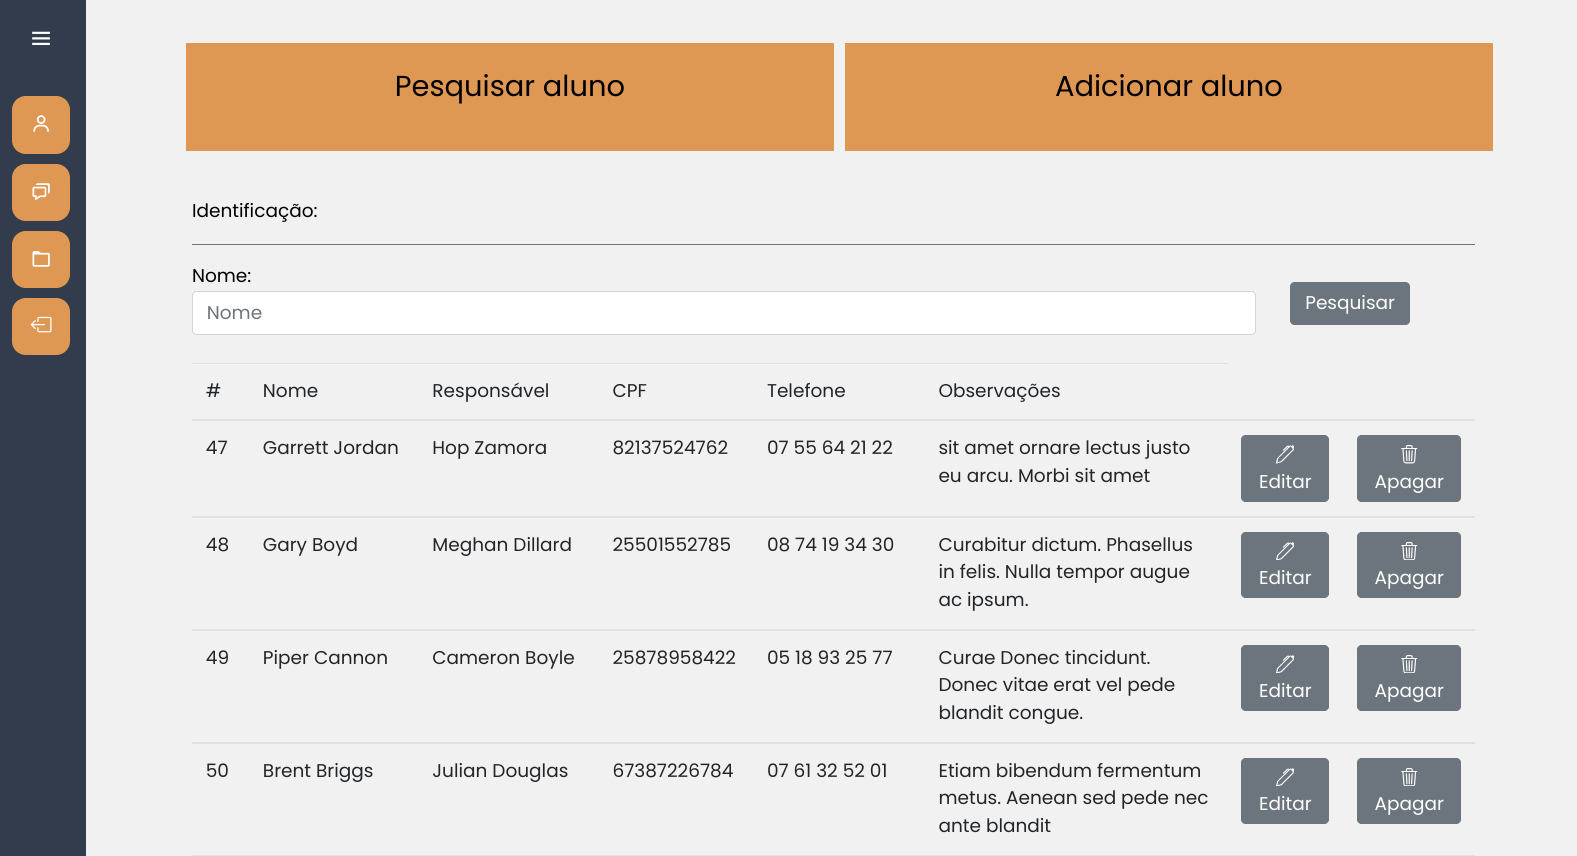 Pesquisar aluno
Adicionar aluno
Identificação:
Nome:
Nome
Pesquisar
# Nome Responsável CPF Telefone Observações
47 Garrett Jordan Hop Zamora 82137524762 07 55 64 21 22 sit amet ornare lectus justo
eu arcu. Morbi sit amet
Editar Apagar
48 Gary Boyd Meghan Dillard 25501552785 08 74 19 34 30 Curabitur dictum. Phasellus
in felis. Nulla tempor augue
ac ipsum.
Editar Apagar
49 Piper Cannon Cameron Boyle 25878958422 05 18 93 25 77 Curae Donec tincidunt.
Donec vitae erat vel pede
blandit congue.
Editar Apagar
50 Brent Briggs Julian Douglas 67387226784 07 61 32 52 01 Etiam bibendum fermentum
metus. Aenean sed pede nec
ante blandit
Editar Apagar